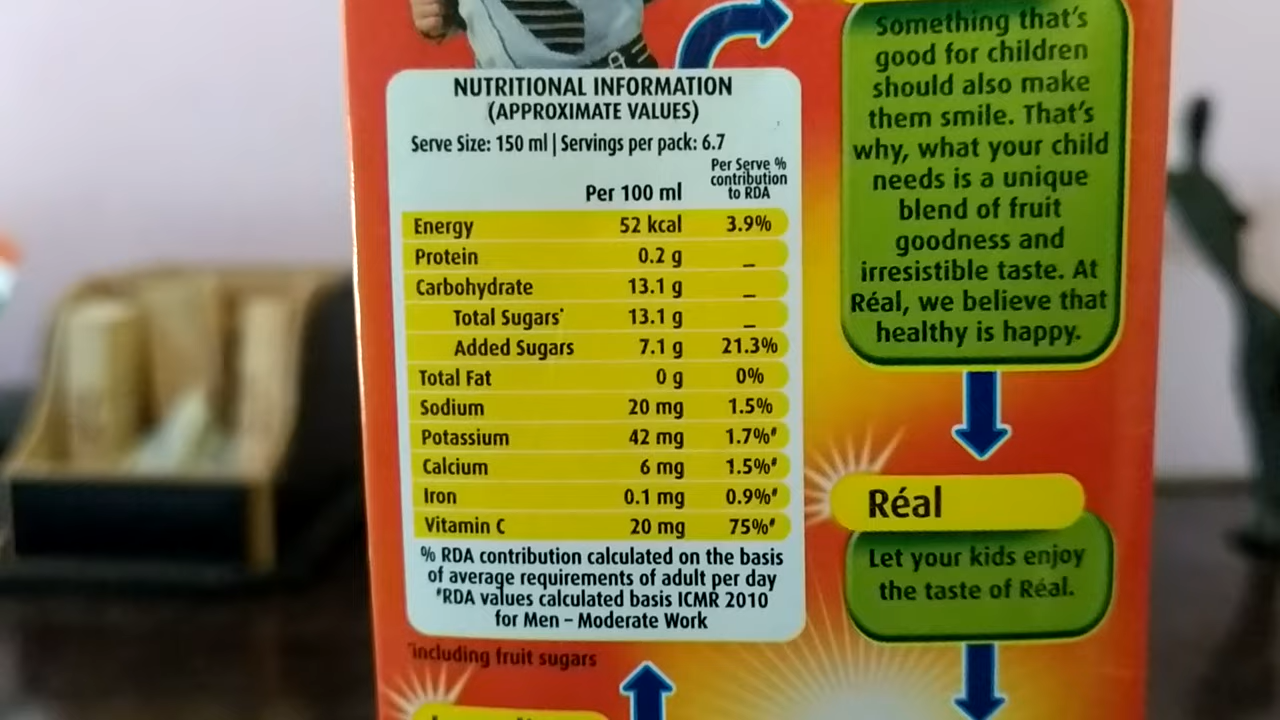 NUTRITIONAL INFORMATION
(APPROXIMATE VALUES)
Serve Size: 150 ml | Servings per pack: 6.7
Per 100 ml
Per Serve %
contribution
to RDA
Energy 52 kcal 3.9%
Protein 0.2 g _
Carbohydrate 13.1 g _
Total Sugars* 13.1 g _
Added Sugars 7.1 g 21.3%
Total Fat 0 g 0%
Sodium 20 mg 1.5%
Potassium 42 mg 1.7%#
Calcium 6 mg 1.5%#
Iron 0.1 mg 0.9%#
Vitamin C 20 mg 75%#
% RDA contribution calculated on the basis
of average requirements of adult per day
#RDA values calculated basis ICMR 2010
for Men – Moderate Work
*including fruit sugars
Something that's
good for children
should also make
them smile. That's
why, what your child
needs is a unique
blend of fruit
goodness and
irresistible taste. At
Réal, we believe that
healthy is happy.
Réal
Let your kids enjoy
the taste of Réal.